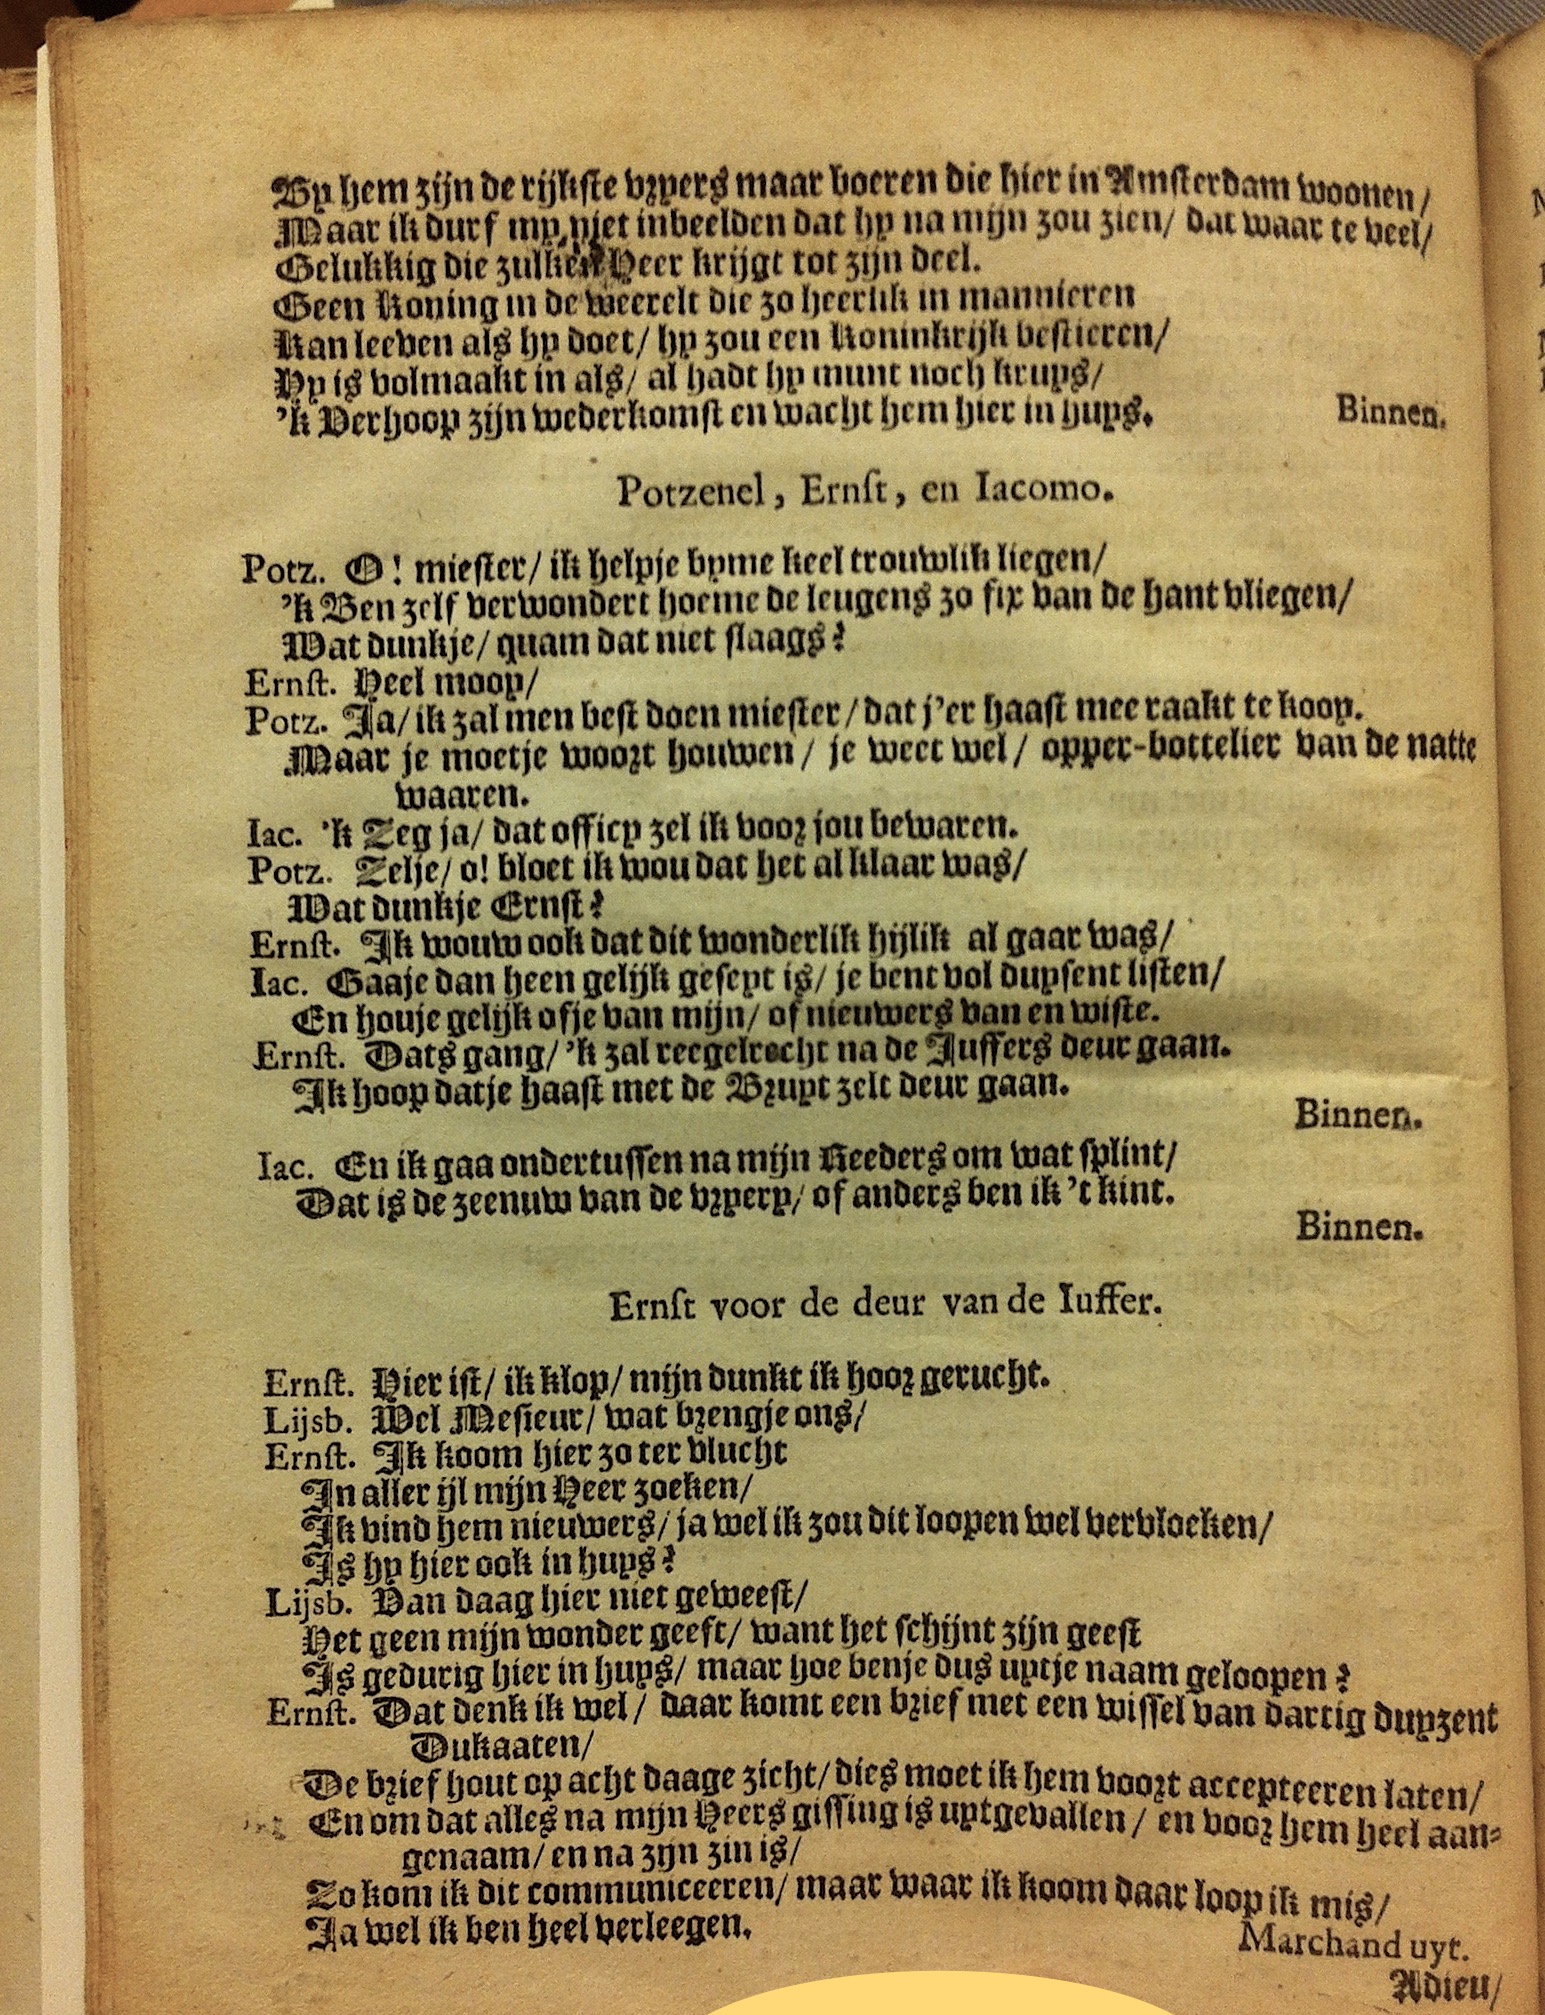 By hem zijn de rijkste vryers maar boeren die hier in Amsterdam woonen/
Maar ik durf my niet inbeelden dat hy na mijn zou zien/ dat waar te veel/
Gelukkig die zulken Heer krijgt tot zijn deel.
Geen Koning in de weerelt die zo heerlik in mannieren
Kan leeven als hy doet/ hy zou een Koninkrijk bestieren/
Hy is volmaakt in als/ al hadt hy munt noch kruys/
'k Verhoop zijn wederkomst en wacht hem hier in huys.
Binnen.
Potzenel, Ernſt, en Iacomo.
Potz. O! miester/ ik helpje byme keel trouwlik liegen/
'k Ben zelf verwondert hoeme de leugens zo fix van de hant vliegen/
Wat dunkje/ quam dat niet slaags?
Ernſt. Heel mooy/
Potz. Ja/ ik zal men best doen miester/ dat j'er haast mee raakt te koop.
Maar je moetje woort houwen/ je weet wel/ opper-bottelier van de natte
waaren.
Iac. 'k Zeg ja/ dat officy zel ik voor jou bewaren.
Potz. Zelje/ o! bloet ik wou dat het al klaar was/
Wat dunkje Ernst?
Ernſt. Ik wouw ook dat dit wonderlik hijlik al gaar was/
Iac. Gaaje dan heen gelijk geseyt is/ je bent vol duysent listen/
En houje gelijk ofje van mijn/ of nieuwers van en wiste.
Ernſt. Dats gang/ 'k zal reegelrecht na de Juffers deur gaan.
Ik hoop datje haast met de Bruyt zelt deur gaan.
Binnen.
Iac. En ik gaa ondertussen na mijn Reeders om wat splint/
Dat is de zeenuw van de vryery/ of anders ben ik 't kint.
Binnen.
Ernſt voor de deur van de Iuffer.
Ernſt. Hier ist/ ik klop/ mijn dunkt ik hoor gerucht.
Lijsb. Wel Mesieur/ wat brengje ons/
Ernſt. Ik koom hier zo ter vlucht
In aller ijl mijn Heer zoeken/
Ik vind hem nieuwers/ ja wel ik zou dit loopen wel vervloeken/
Is hy hier ook in huys?
Lijsb. Van daag hier niet geweest/
Het geen mijn wonder geeft/ want het schijnt zijn geest
Is gedurig hier in huys/ maar hoe benje dus uytje naam geloopen?
Ernſt. Dat denk ik wel/ daar komt een brief met een wissel van dartig duyzent
Dukaaten/
De brief hout op acht daage zicht/ dies moet ik hem voort accepteeren laten/
En om dat alles na mijn Heers gissing is uytgevallen/ en voor hem heel aan-
genaam/ en na zyn zin is/
Zo kom ik dit communiceeren/ maar waar ik koom daar loop ik mis/
Ja wel ik ben heel verleegen.
Marchand uyt.
Adieu/